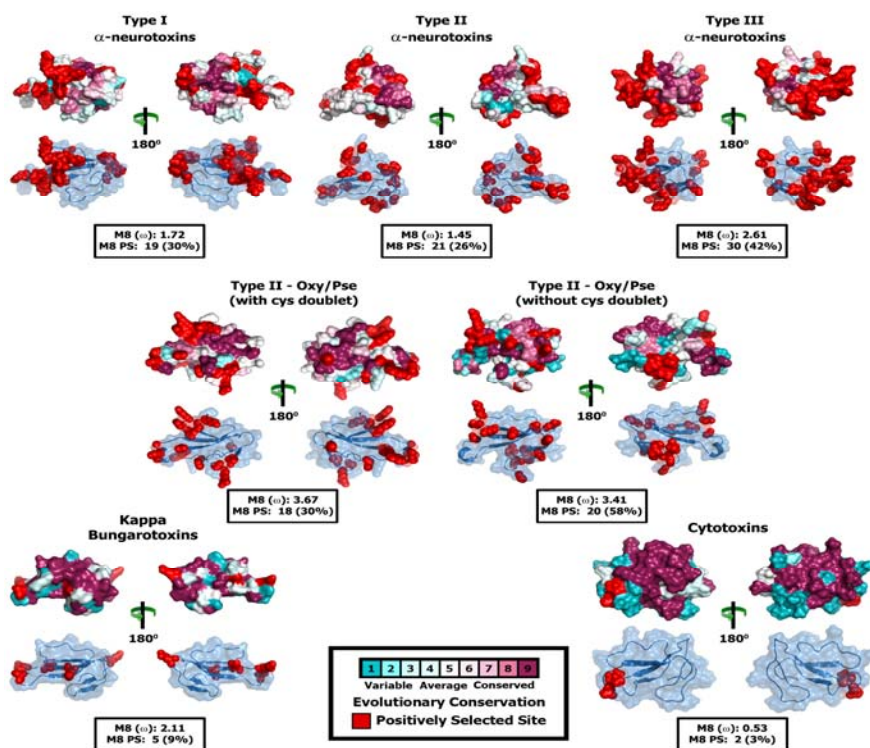 Type I
α-neurotoxins
180°
M8 (ω): 1.72
M8 PS: 19 (30%)
Type II
α-neurotoxins
180°
M8 (ω): 1.45
M8 PS: 21 (26%)
Type III
α-neurotoxins
180°
M8 (ω): 2.61
M8 PS: 30 (42%)
Type II - Oxy/Pse
(with cys doublet)
180°
M8 (ω): 3.67
M8 PS: 18 (30%)
Type II - Oxy/Pse
(without cys doublet)
180°
M8 (ω): 3.41
M8 PS: 20 (58%)
Kappa
Bungarotoxins
180°
M8 (ω): 2.11
M8 PS: 5 (9%)
1 2 3 4 5 6 7 8 9
Variable Average Conserved
Evolutionary Conservation
Positively Selected Site
Cytotoxins
180°
M8 (ω): 0.53
M8 PS: 2 (3%)